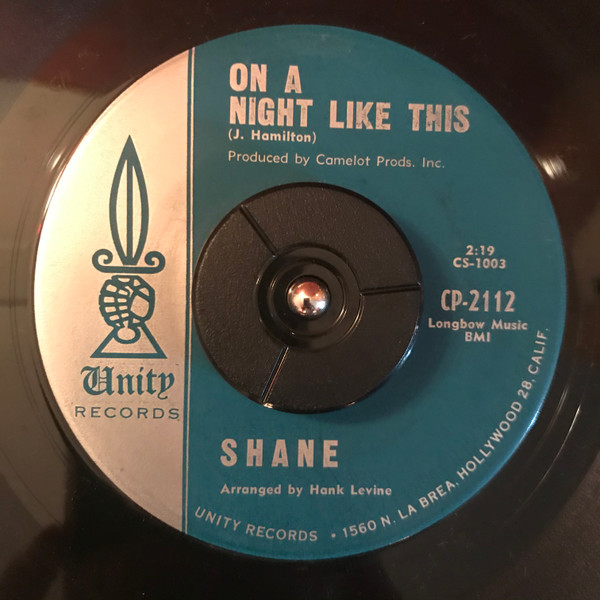 ON A
NIGHT LIKE THIS
(J. Hamilton)
Produced by Camelot Prods. Inc.
2:19
CS-1003
CP-2112
Longbow Music
BMI
Unity
RECORDS
SHANE
Arranged by Hank Levine
UNITY RECORDS • 1560 N. LA BREA, HOLLYWOOD 28, CALIF.